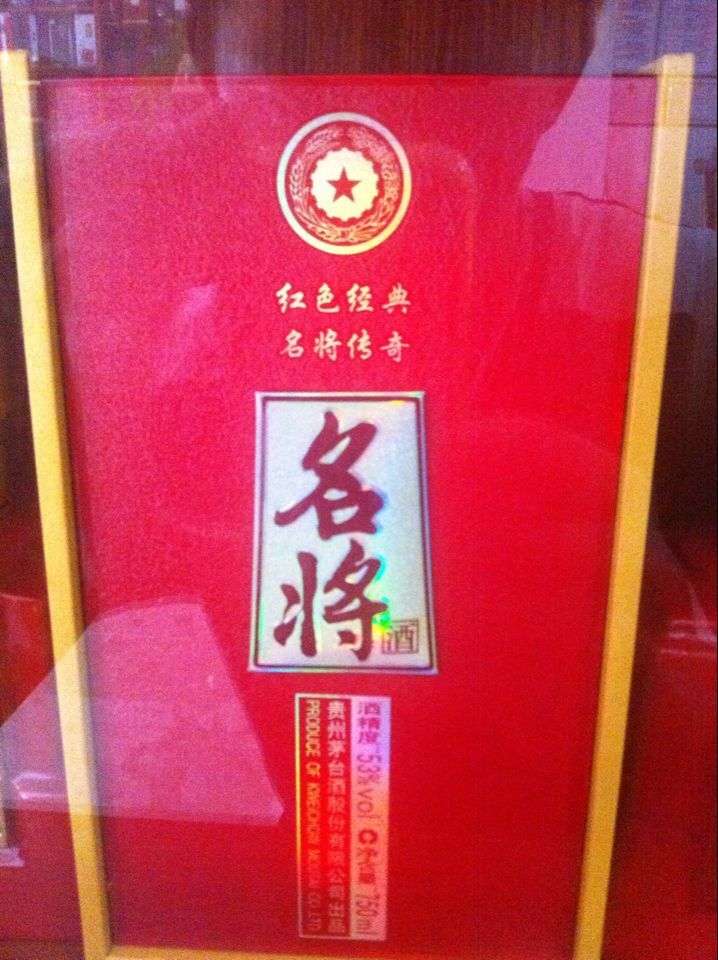 红色经典
名将传奇
名将
酒
酒精度:53%vol 净含量:750ml
贵州茅台酒股份有限公司出品
PRODUCE OF KWEICHOW MOUTAI CO.,LTD